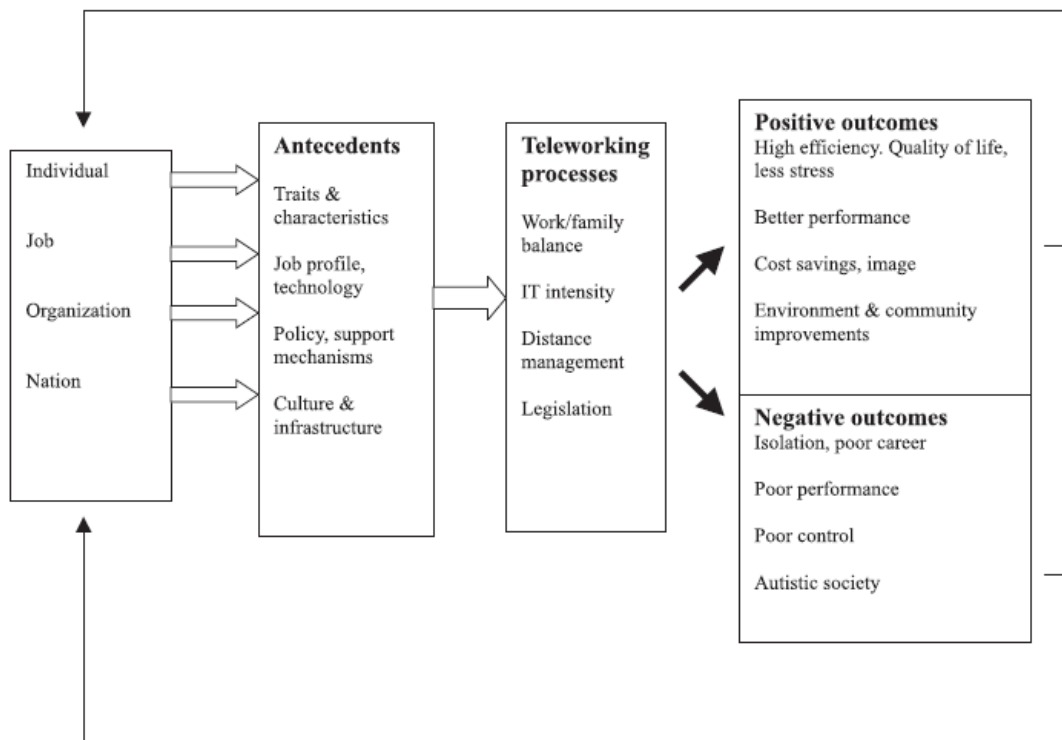 Individual
Job
Organization
Nation
Antecedents
Traits &
characteristics
Job profile,
technology
Policy, support
mechanisms
Culture &
infrastructure
Teleworking
processes
Work/family
balance
IT intensity
Distance
management
Legislation
Positive outcomes
High efficiency. Quality of life,
less stress
Better performance
Cost savings, image
Environment & community
improvements
Negative outcomes
Isolation, poor career
Poor performance
Poor control
Autistic society